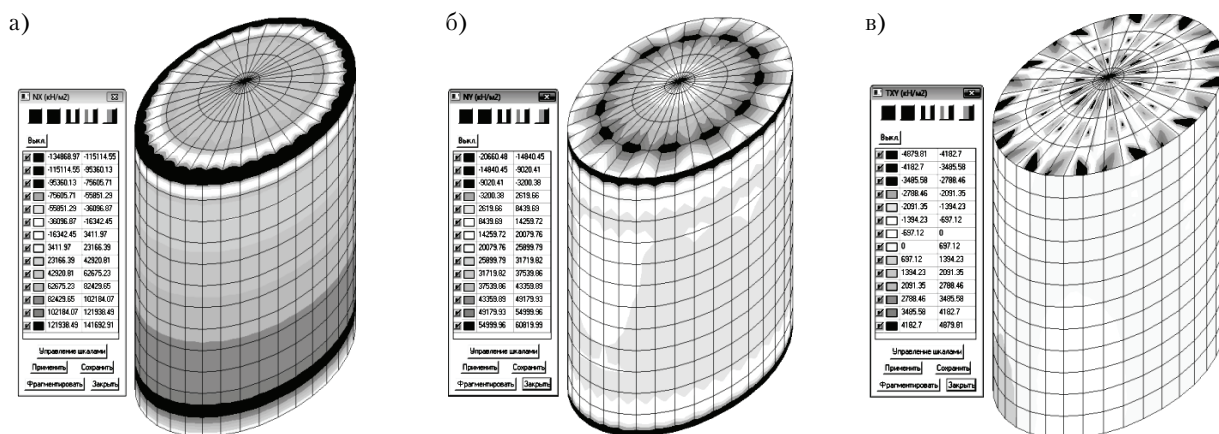 а)
NX (кН/м2)
Выкл.
-134868.97 -115114.55
-115114.55 -95360.13
-95360.13 -75605.71
-75605.71 -55851.29
-55851.29 -36096.87
-36096.87 -16342.45
-16342.45 3411.97
3411.97 23166.39
23166.39 42920.81
42920.81 62675.23
62675.23 82429.65
82429.65 102184.07
102184.07 121938.49
121938.49 141692.91
Управление шкалами
Применить Сохранить
Фрагментировать Закрыть
б)
NY (кН/м2)
Выкл.
-20660.48 -14840.45
-14840.45 -9020.41
-9020.41 -3200.38
-3200.38 2619.66
2619.66 8439.69
8439.69 14259.72
14259.72 20079.76
20079.76 25899.79
25899.79 31719.82
31719.82 37539.86
37539.86 43359.89
43359.89 49179.93
49179.93 54999.96
54999.96 60819.99
Управление шкалами
Применить Сохранить
Фрагментировать Закрыть
в)
TXY (кН/м2)
Выкл.
-4879.81 -4182.7
-4182.7 -3485.58
-3485.58 -2788.46
-2788.46 -2091.35
-2091.35 -1394.23
-1394.23 -697.12
-697.12 0
0 697.12
697.12 1394.23
1394.23 2091.35
2091.35 2788.46
2788.46 3485.58
3485.58 4182.7
4182.7 4879.81
Управление шкалами
Применить Сохранить
Фрагментировать Закрыть